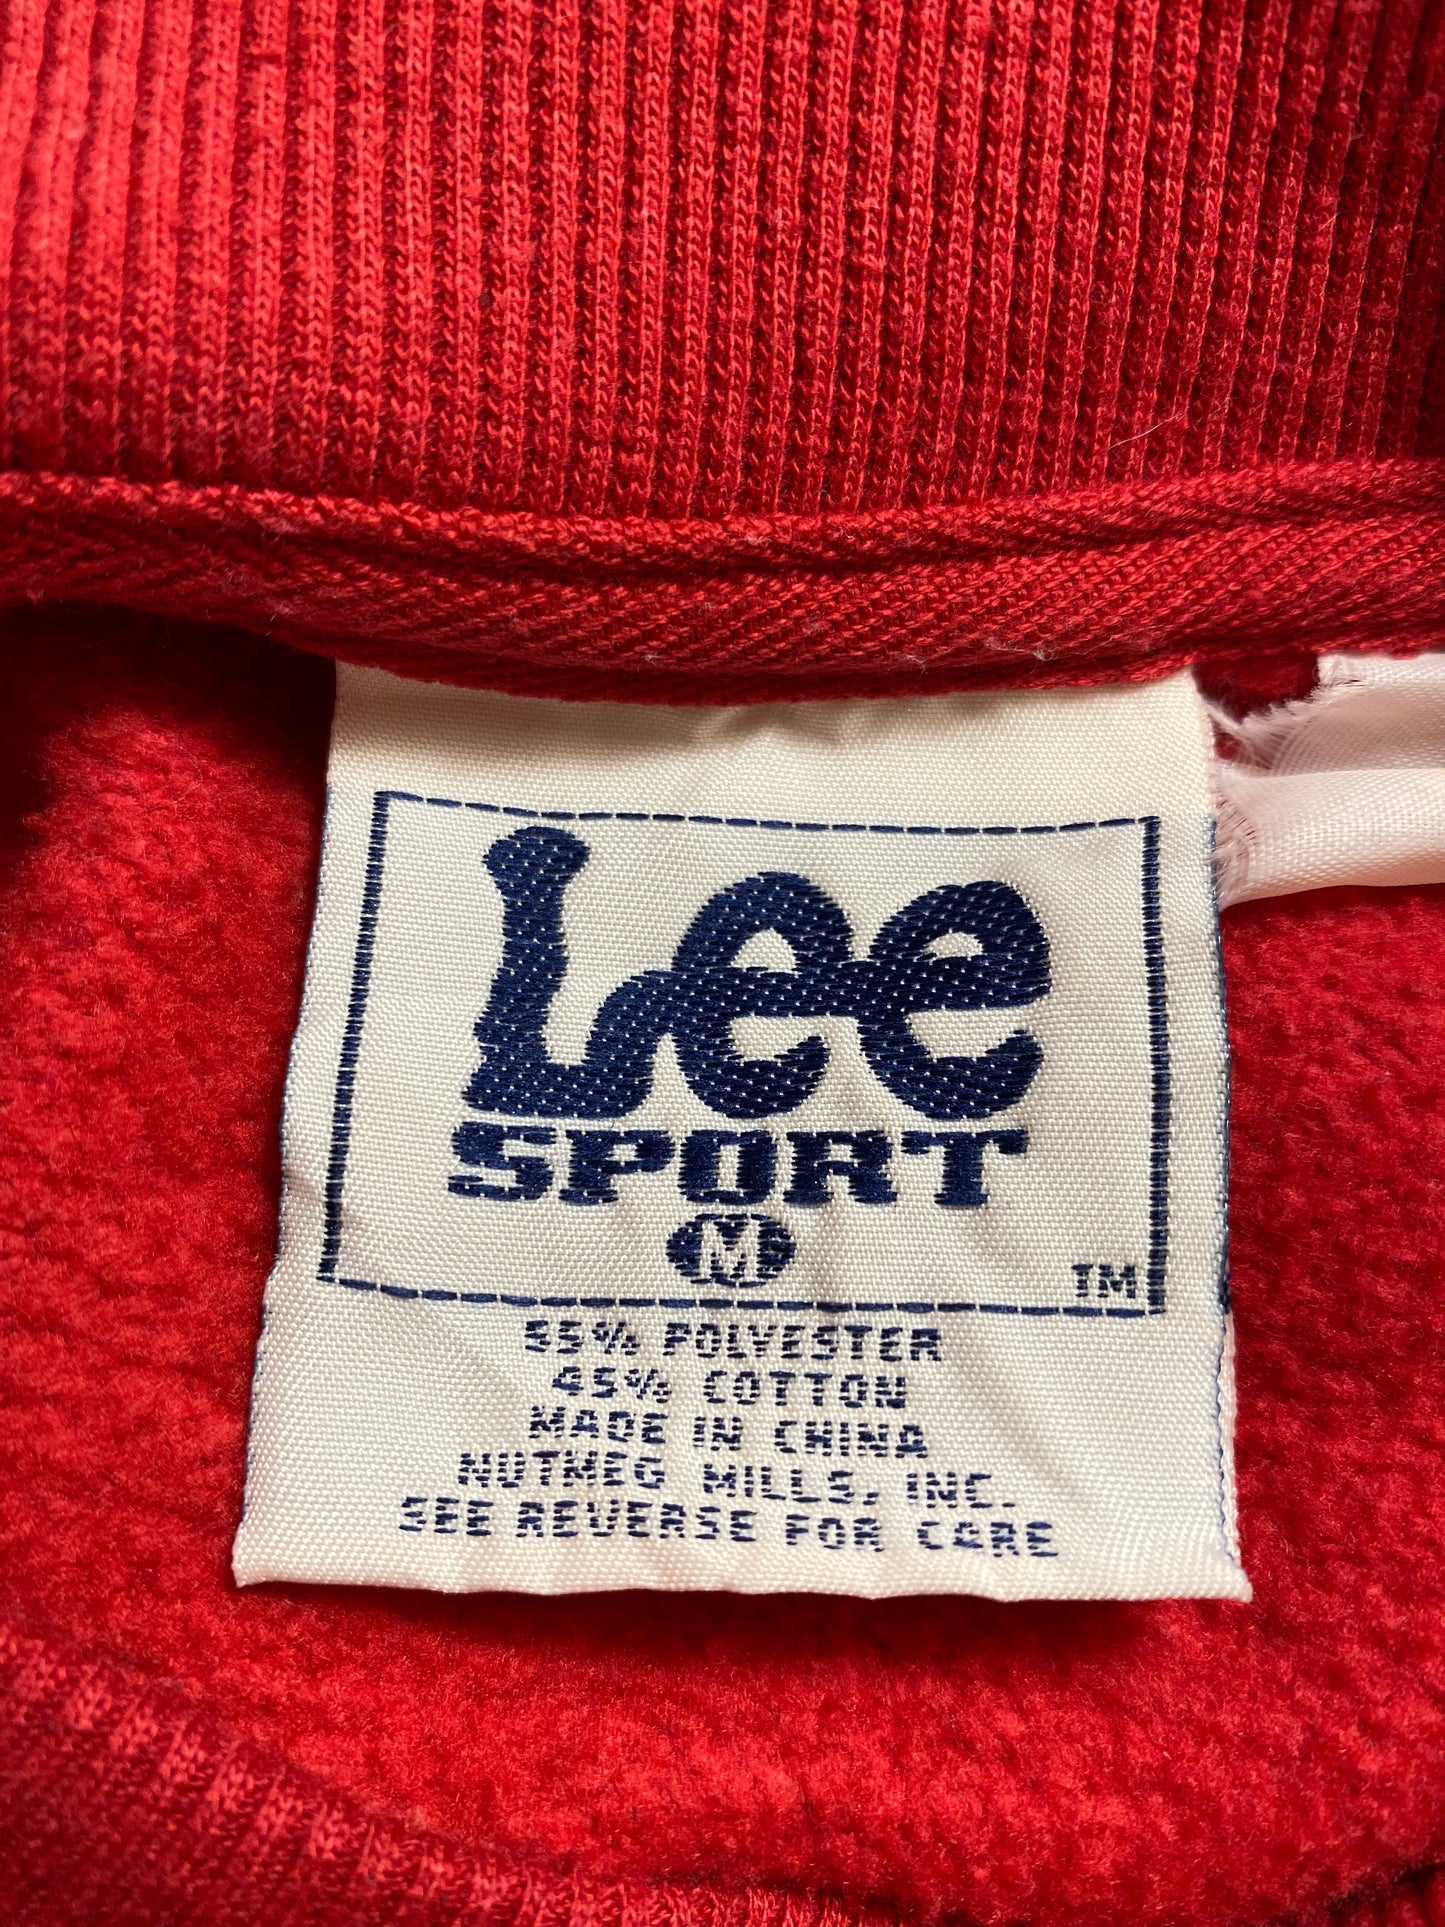 Lee
SPORT
M
TM
55% POLYESTER
45% COTTON
MADE IN CHINA
NUTMEG MILLS, INC.
SEE REVERSE FOR CARE